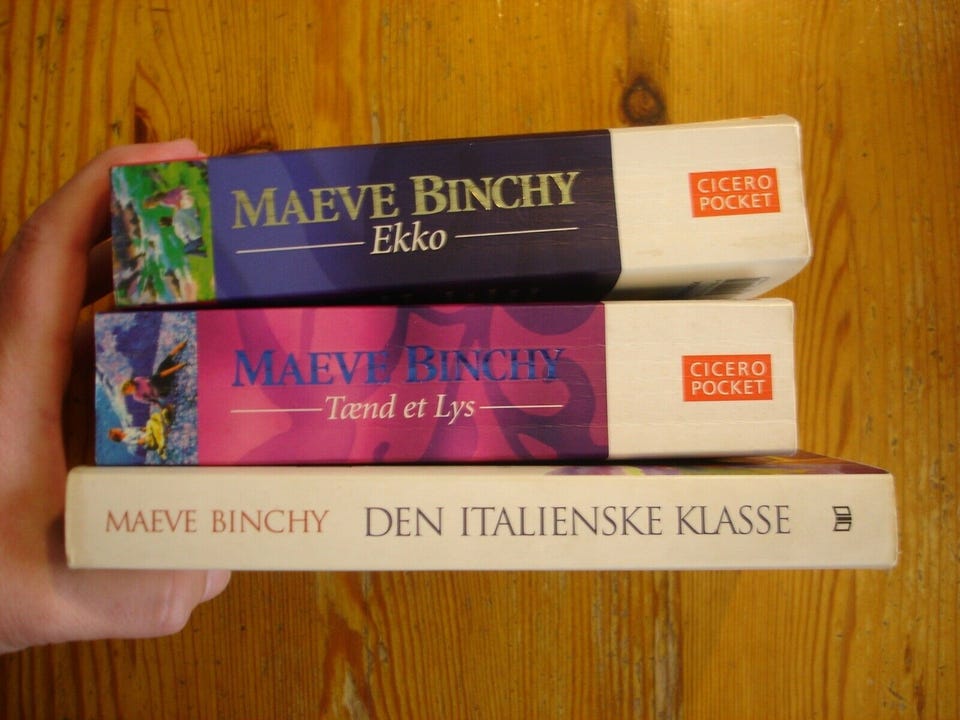 MAEVE BINCHY
Ekko
CICERO
POCKET
MAEVE BINCHY
Tænd et Lys
CICERO
POCKET
MAEVE BINCHY DEN ITALIENSKE KLASSE